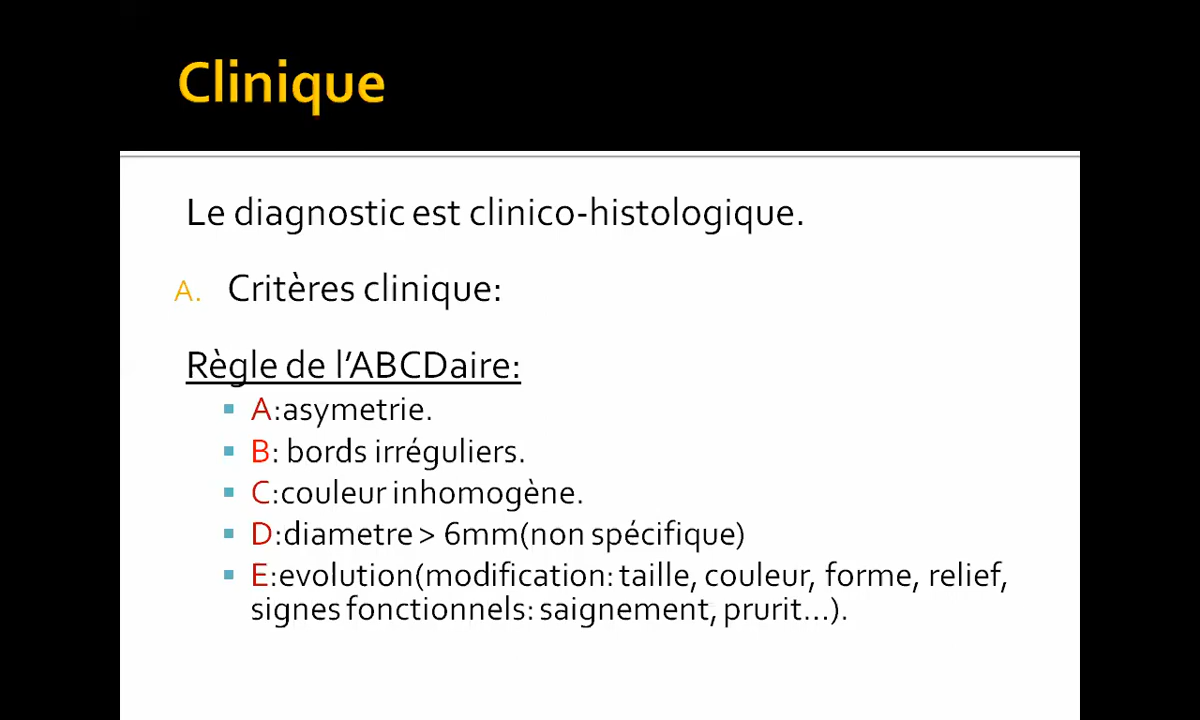 Clinique
Le diagnostic est clinico-histologique.
A. Critères clinique:
Règle de l'ABCDaire:
▪ A:asymetrie.
▪ B: bords irréguliers.
▪ C:couleur inhomogène.
▪ D:diametre > 6mm(non spécifique)
▪ E:evolution(modification: taille, couleur, forme, relief,
signes fonctionnels: saignement, prurit...).